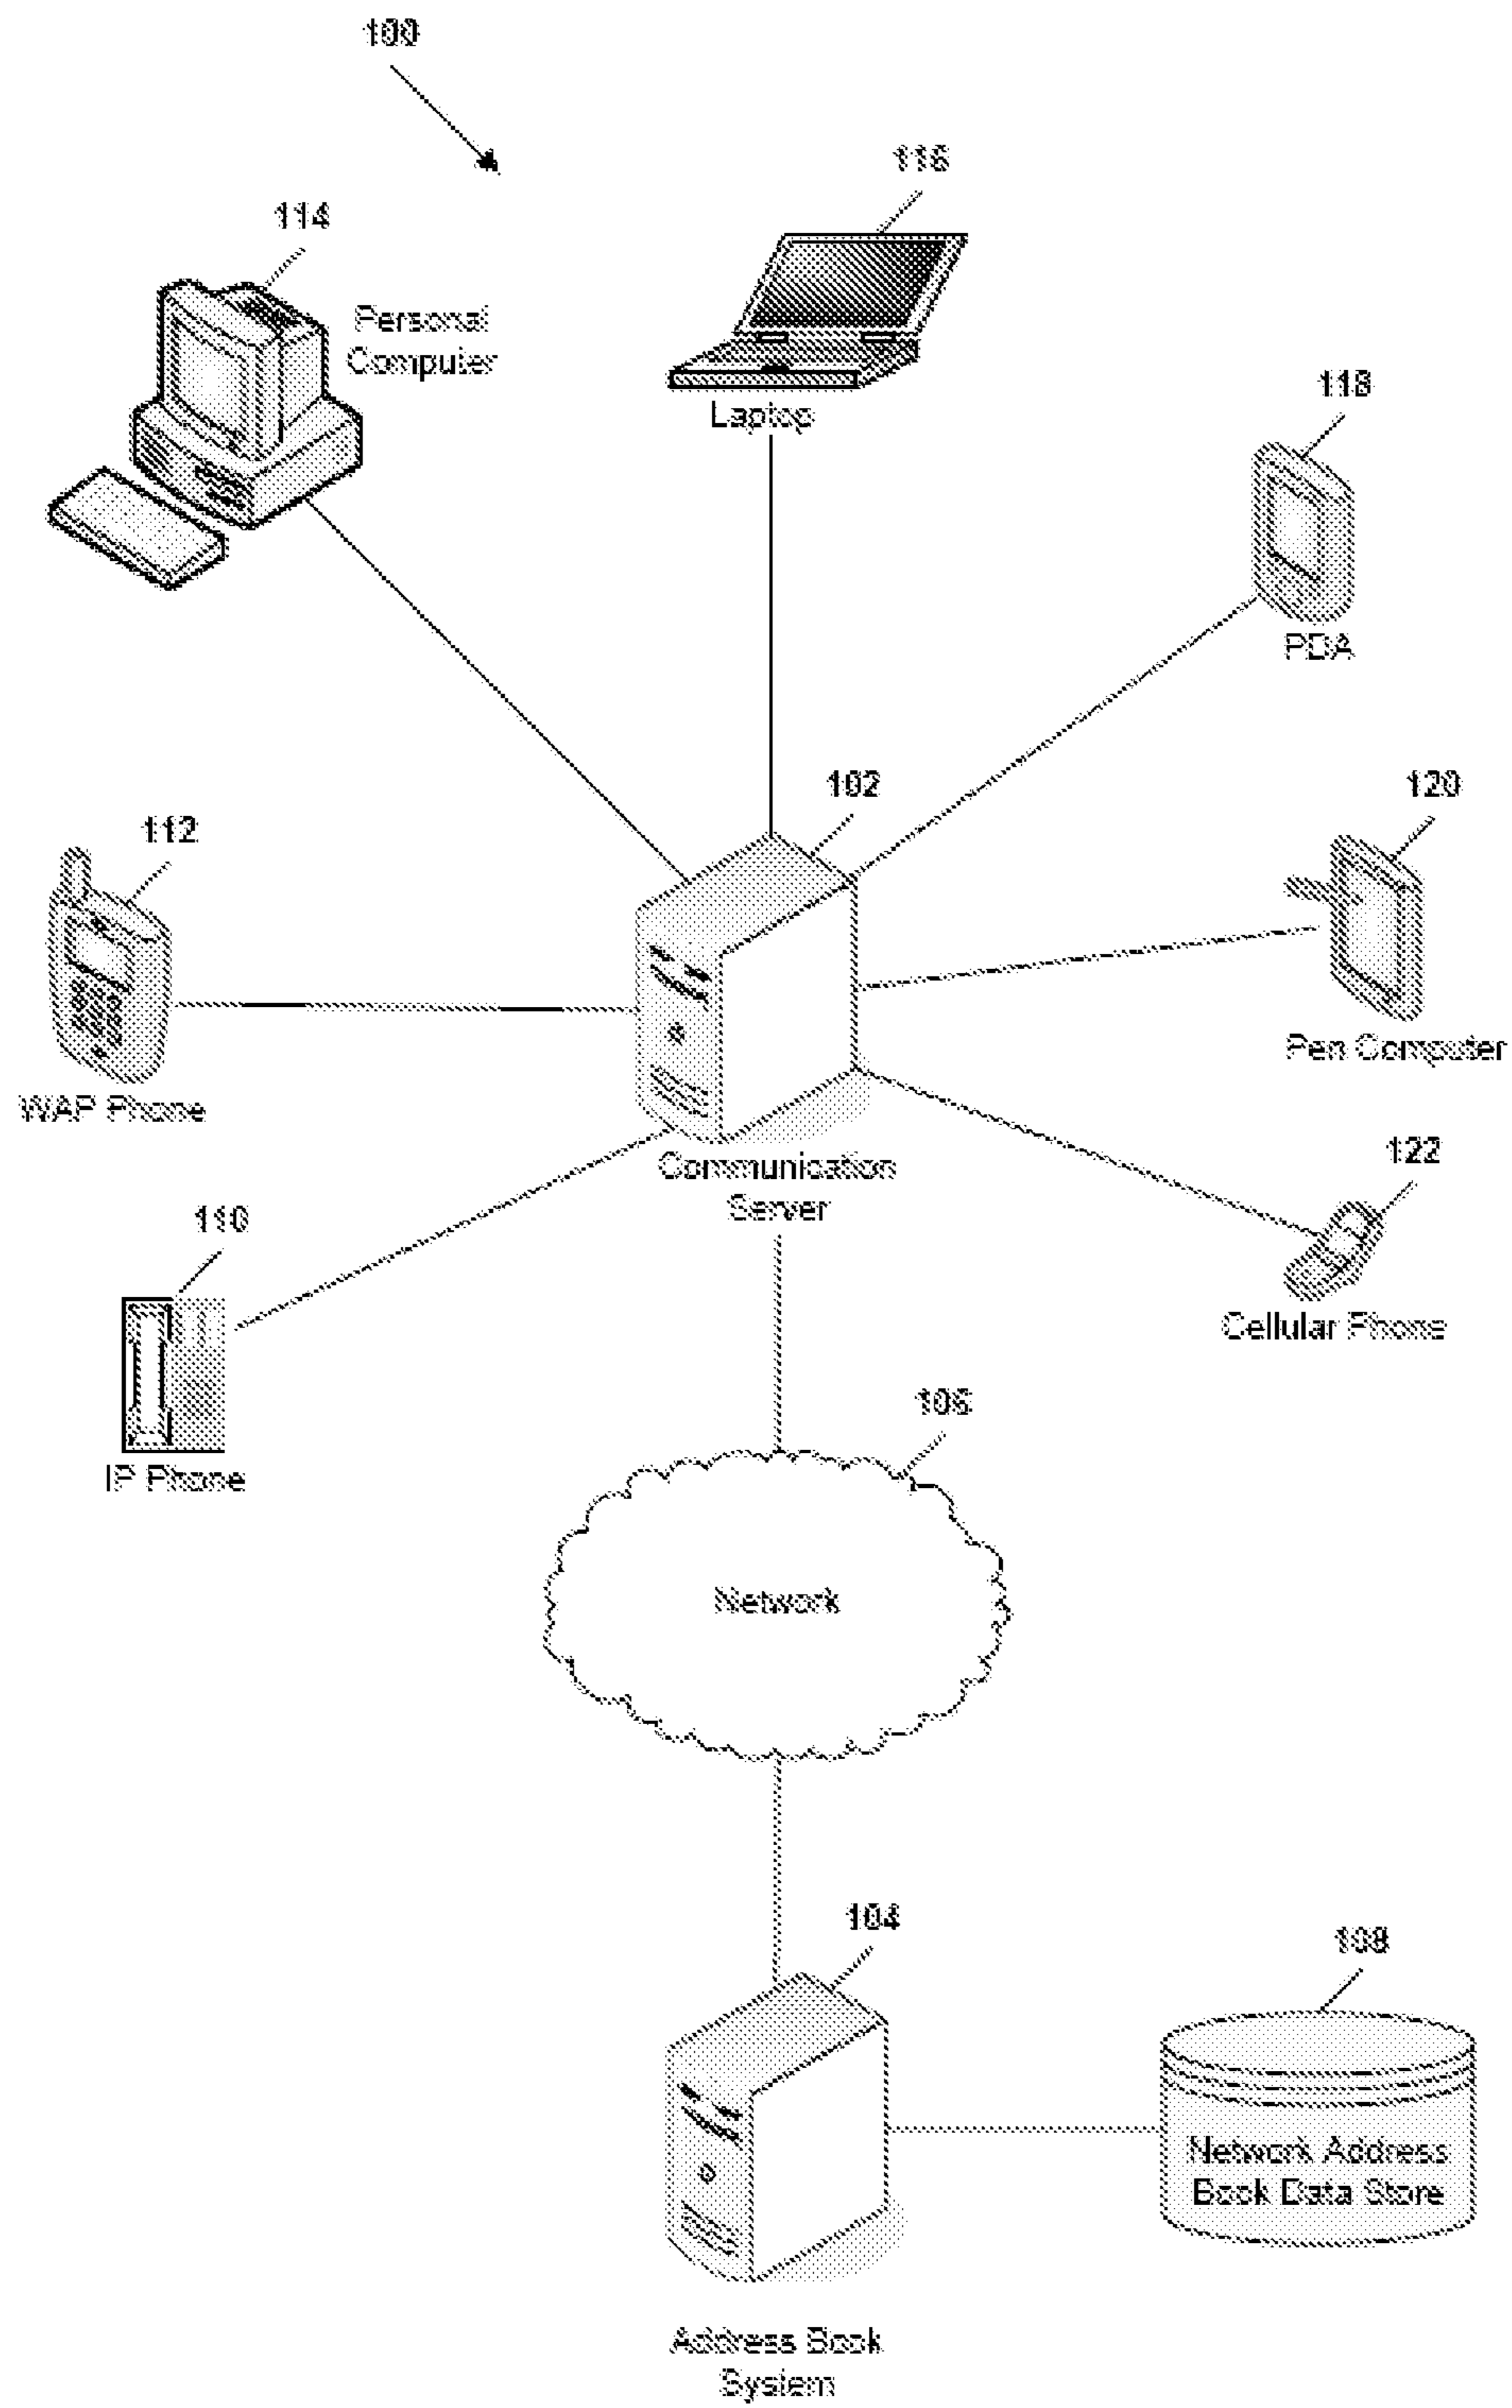 100
116
114
Personal
Computer
Laptop
118
PDA
102
120
112
Pen Computer
WAP Phone
Communication
Server
122
110
Cellular Phone
106
IP Phone
Network
104
108
Network Address
Book Data Store
Address Book
System